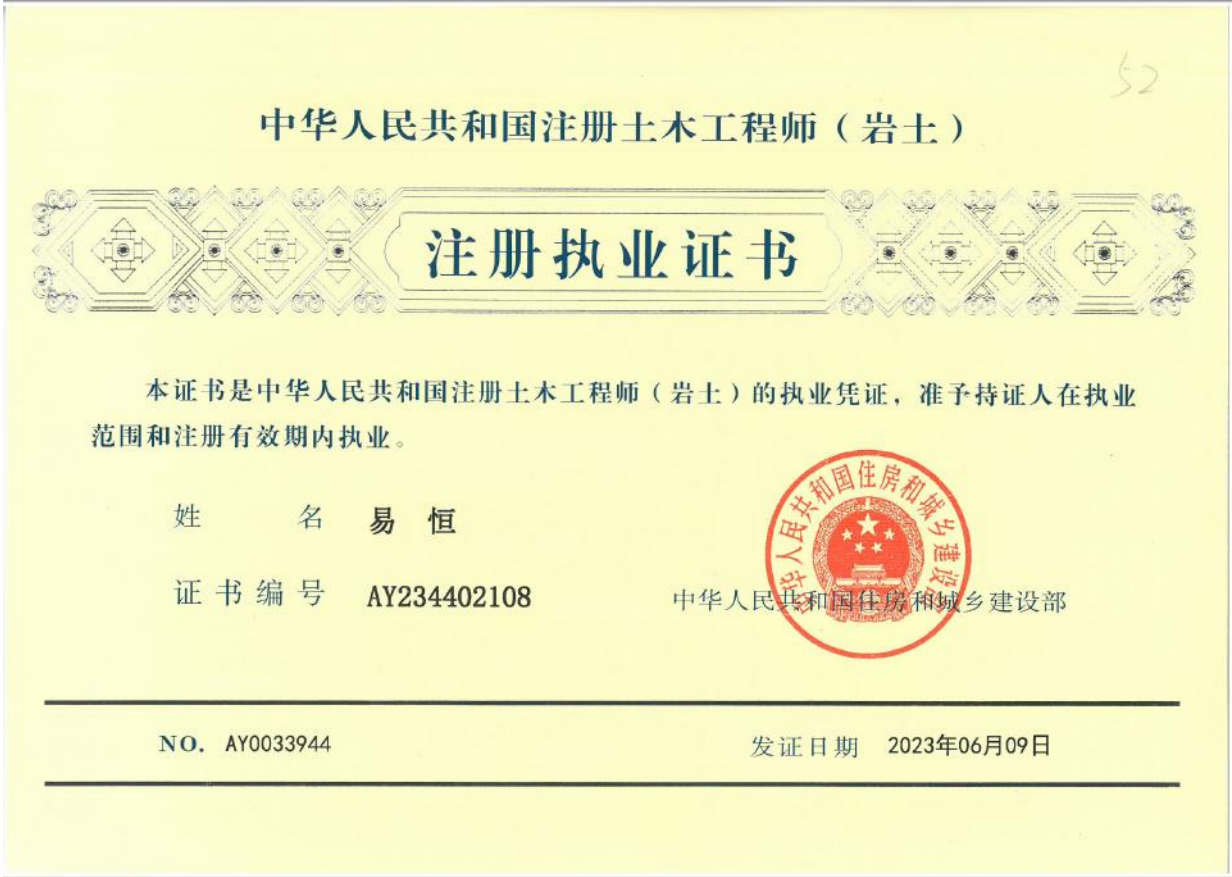 52
中华人民共和国注册土木工程师（岩土）
注册执业证书
本证书是中华人民共和国注册土木工程师（岩土）的执业凭证，准予持证人在执业
范围和注册有效期内执业。
姓 名 易 恒
中华人民共和国住房和城乡建设部
证书编号 AY234402108
中华人民共和国住房和城乡建设部
NO. AY0033944
发证日期 2023年06月09日